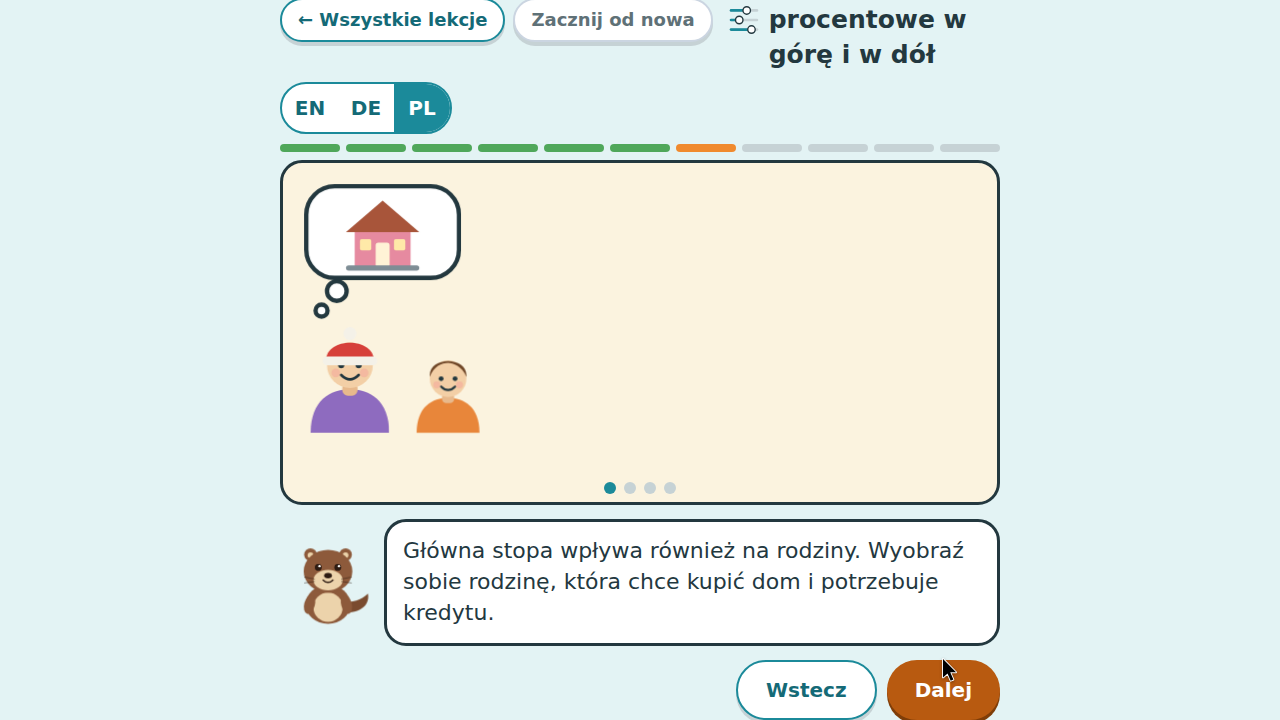 ← Wszystkie lekcje
Zacznij od nowa
procentowe w
górę i w dół
EN DE PL
Główna stopa wpływa również na rodziny. Wyobraź
sobie rodzinę, która chce kupić dom i potrzebuje
kredytu.
Wstecz
Dalej